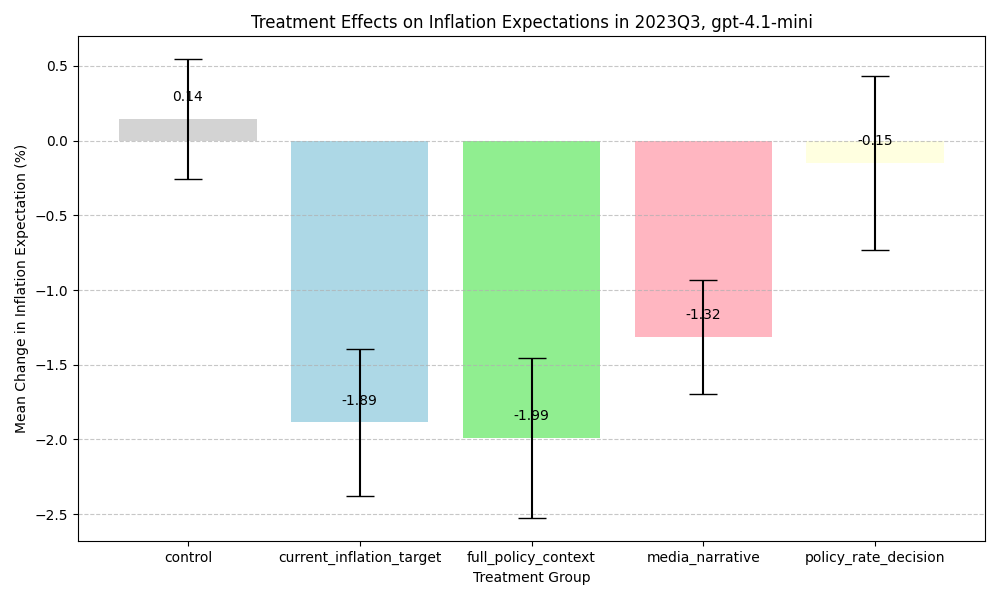 Treatment Effects on Inflation Expectations in 2023Q3, gpt-4.1-mini
Mean Change in Inflation Expectation (%)
0.5
0.0
−0.5
−1.0
−1.5
−2.0
−2.5
0.14
-1.89
-1.99
-1.32
-0.15
control
current_inflation_target
full_policy_context
media_narrative
policy_rate_decision
Treatment Group